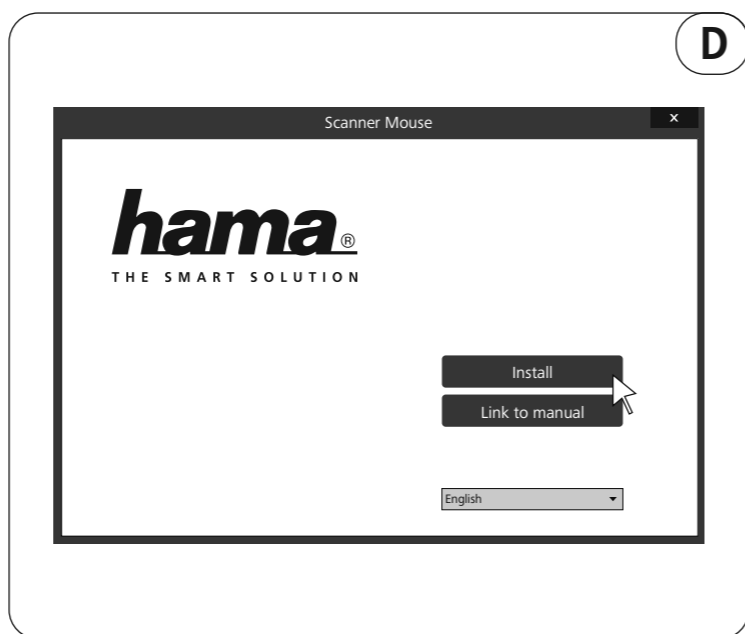 D
Scanner Mouse x
hama®
THE SMART SOLUTION
Install
Link to manual
English